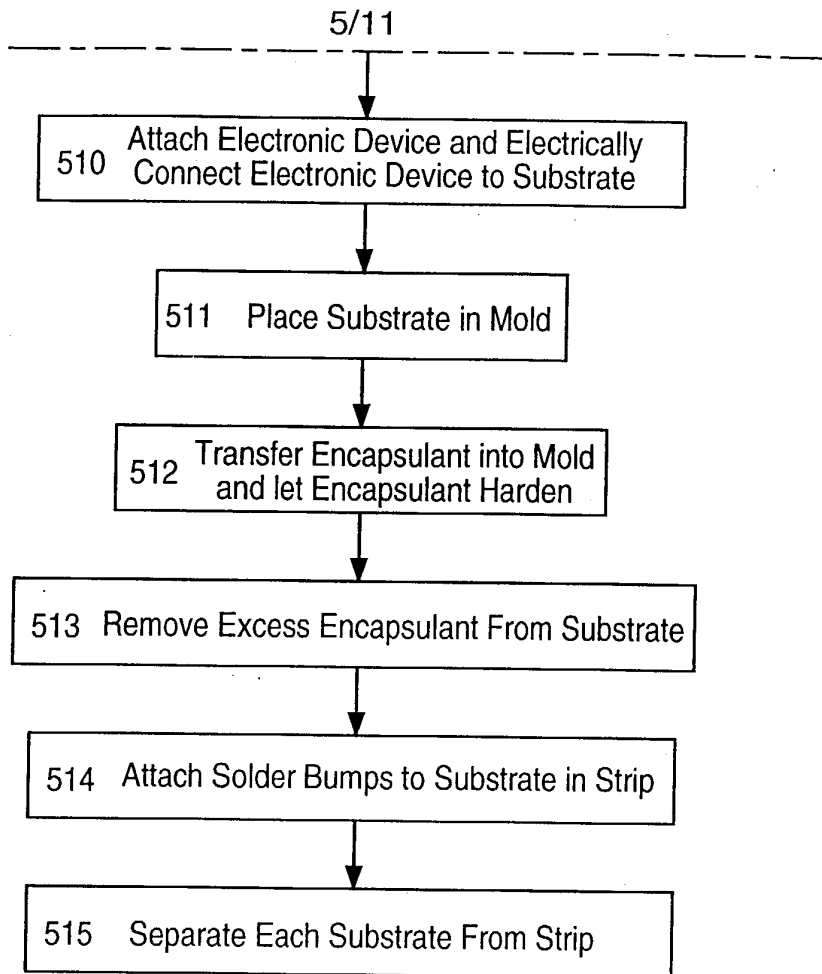 5/11
510 Attach Electronic Device and Electrically
Connect Electronic Device to Substrate
511 Place Substrate in Mold
512 Transfer Encapsulant into Mold
and let Encapsulant Harden
513 Remove Excess Encapsulant From Substrate
514 Attach Solder Bumps to Substrate in Strip
515 Separate Each Substrate From Strip